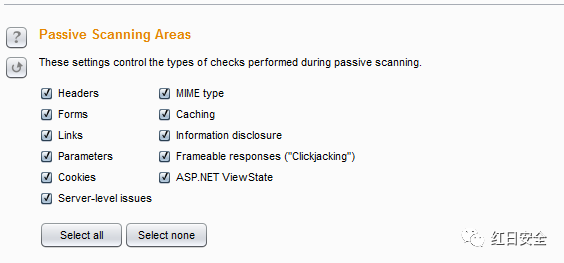 ?
Passive Scanning Areas
These settings control the types of checks performed during passive scanning.
Headers
MIME type
Forms
Caching
Links
Information disclosure
Parameters
Frameable responses ("Clickjacking")
Cookies
ASP.NET ViewState
Server-level issues
Select all
Select none
红日安全